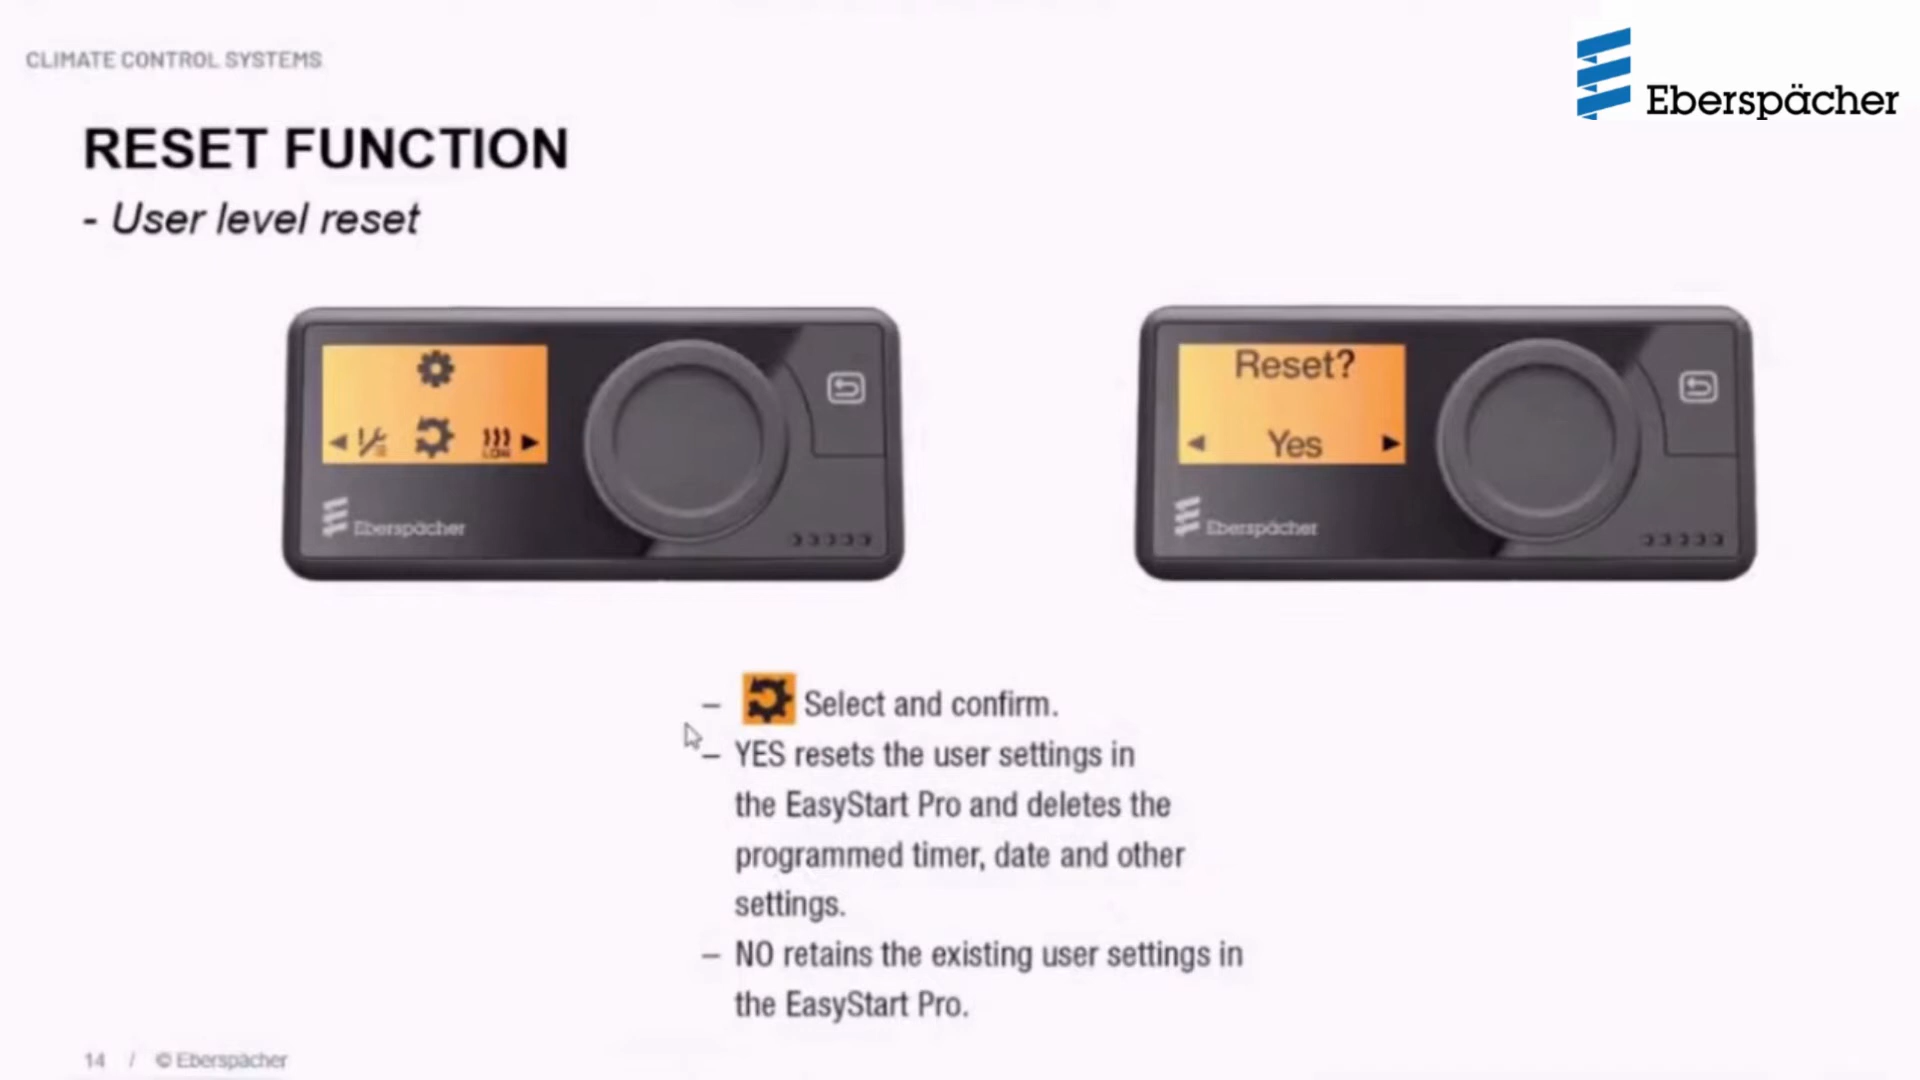 CLIMATE CONTROL SYSTEMS
Eberspächer
RESET FUNCTION
- User level reset
LOW
Eberspächer
Reset?
Yes
Eberspächer
– Select and confirm.
– YES resets the user settings in
the EasyStart Pro and deletes the
programmed timer, date and other
settings.
– NO retains the existing user settings in
the EasyStart Pro.
14 / © Eberspächer